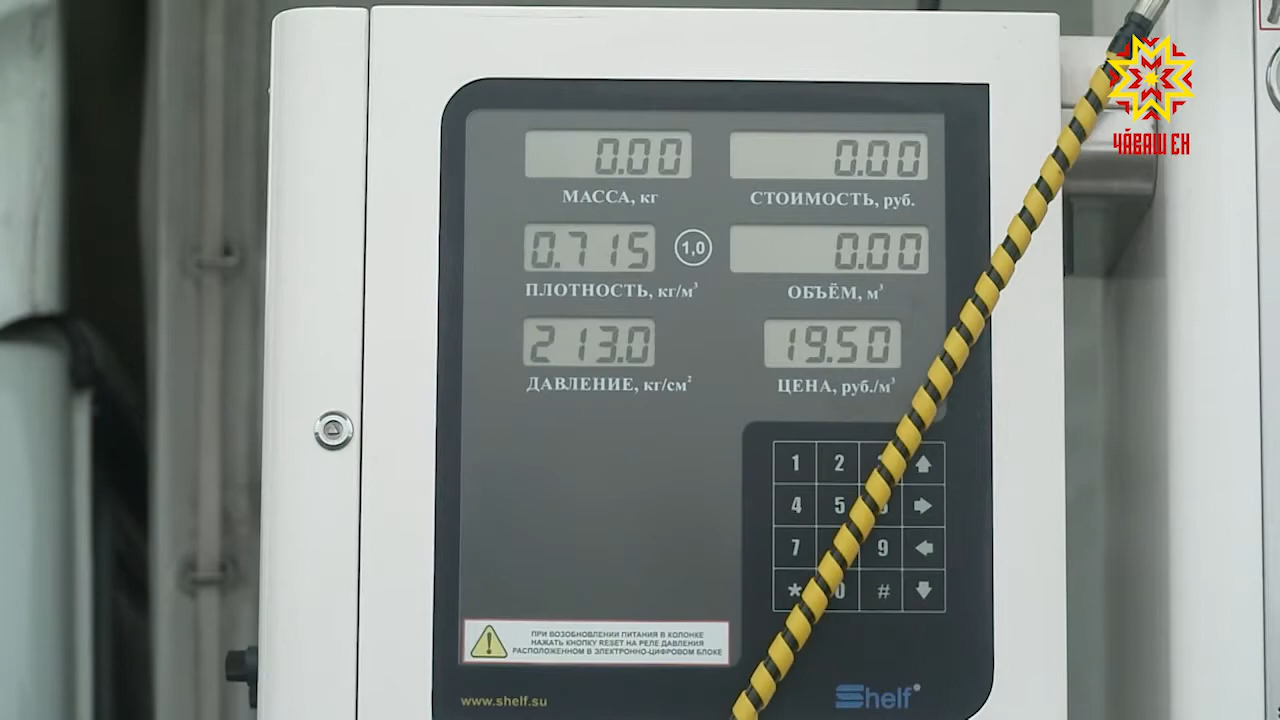 ЧӐВАШ ЕН
0.00
0.00
МАССА, кг
СТОИМОСТЬ, руб.
0.715
1,0
0.00
ПЛОТНОСТЬ, кг/м³
ОБЪЁМ, м³
213.0
19.50
ДАВЛЕНИЕ, кг/см²
ЦЕНА, руб./м³
1 2
4 5
7 9
* 0 #
ПРИ ВОЗОБНОВЛЕНИИ ПИТАНИЯ В КОЛОНКЕ
НАЖАТЬ КНОПКУ RESET НА РЕЛЕ ДАВЛЕНИЯ
РАСПОЛОЖЕННОМ В ЭЛЕКТРОННО-ЦИФРОВОМ БЛОКЕ
www.shelf.su
Shelf